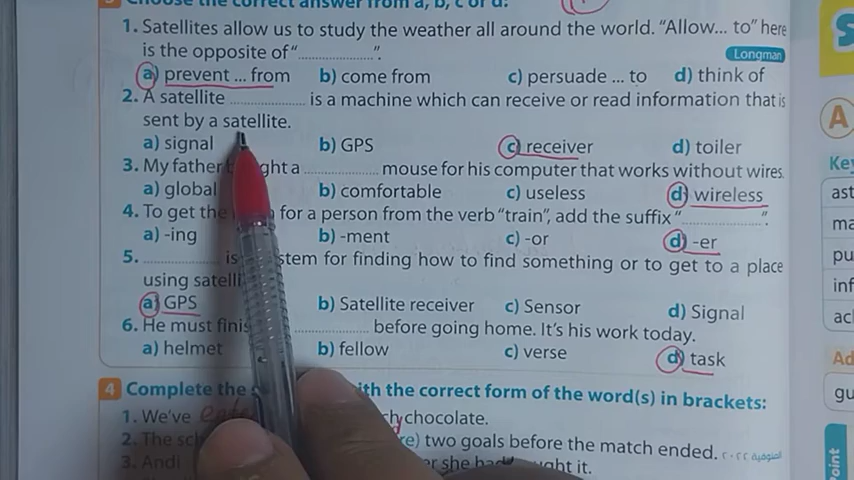 Choose the correct answer from a, b, c or d:
1. Satellites allow us to study the weather all around the world. "Allow... to" here
is the opposite of "....................".
Longman
a) prevent ... from b) come from c) persuade ... to d) think of
2. A satellite .................... is a machine which can receive or read information that is
sent by a satellite.
a) signal b) GPS c) receiver d) toiler
3. My father ght a .................... mouse for his computer that works without wires
a) global b) comfortable c) useless d) wireless
4. To get the for a person from the verb "train", add the suffix "....................".
a) -ing b) -ment c) -or d) -er
5. .................... is stem for finding how to find something or to get to a place
using satelli
a) GPS b) Satellite receiver c) Sensor d) Signal
6. He must finis .................... before going home. It's his work today.
a) helmet b) fellow c) verse d) task
4 Complete the ith the correct form of the word(s) in brackets:
1. We've ch chocolate.
2. The sch re) two goals before the match ended.
3. Andi er she had ght it.
A
Key
ast
ma
pu
inf
ac
Ad
gu
Point